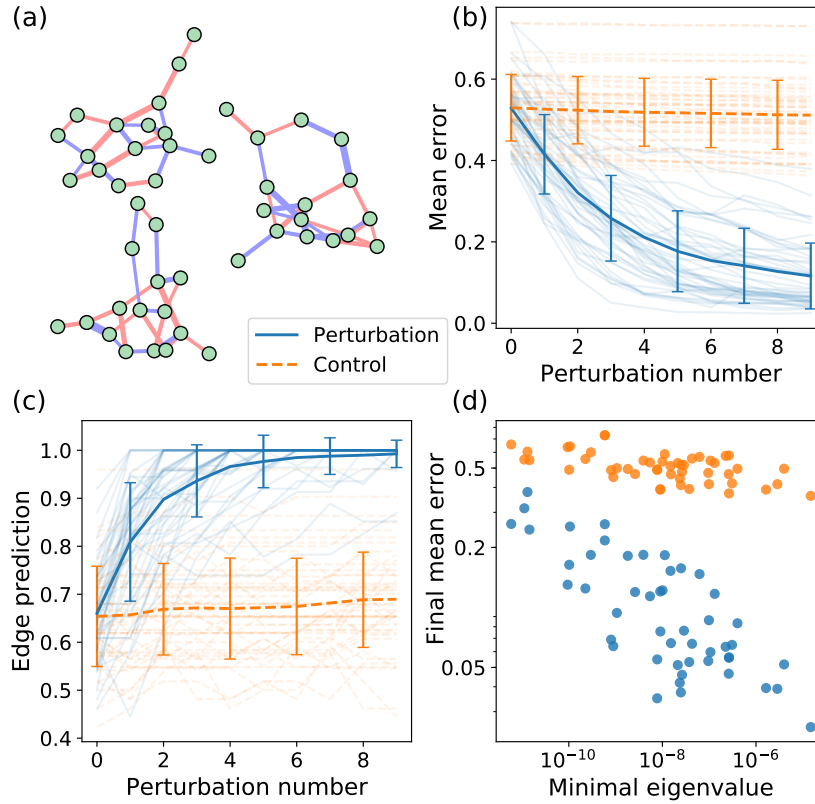 (a)
Perturbation
Control
(b)
Mean error
0.6
0.4
0.2
0.0
0 2 4 6 8
Perturbation number
(c)
Edge prediction
1.0
0.9
0.8
0.7
0.6
0.5
0.4
0 2 4 6 8
Perturbation number
(d)
Final mean error
0.5
0.2
0.05
10⁻¹⁰ 10⁻⁸ 10⁻⁶
Minimal eigenvalue